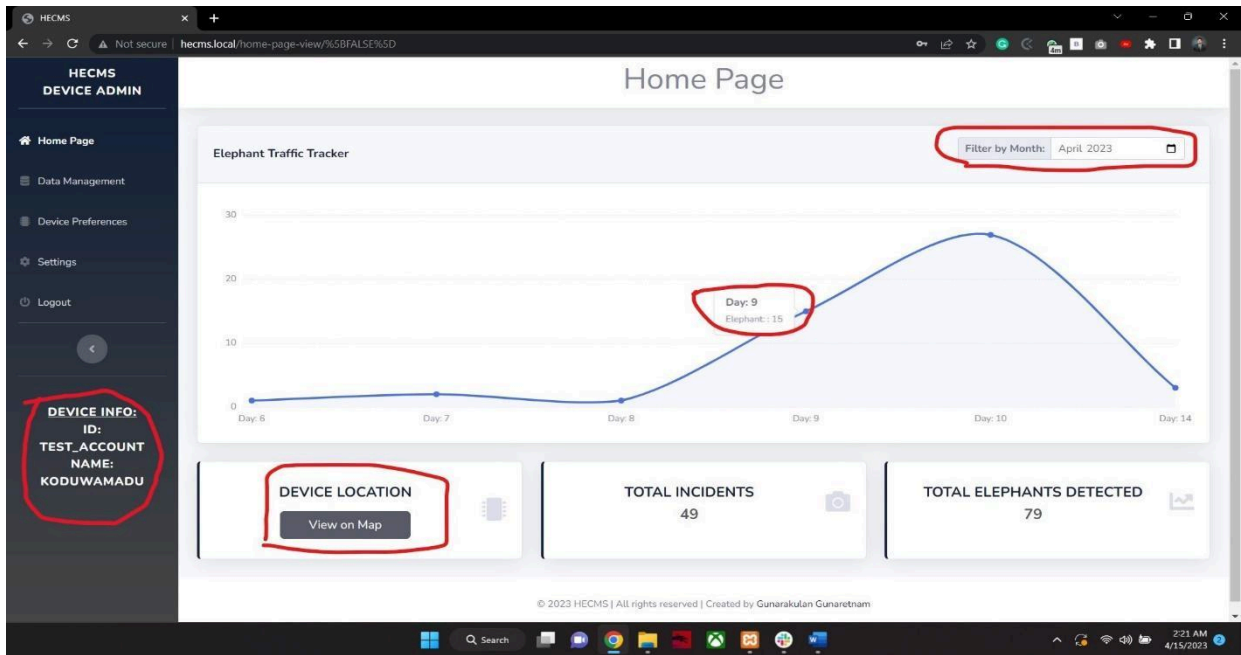 HECMS
Not secure | hecms.local/home-page-view/%5BFALSE%5D
4m
HECMS
DEVICE ADMIN
Home Page
Data Management
Device Preferences
Settings
Logout
DEVICE INFO:
ID:
TEST_ACCOUNT
NAME:
KODUWAMADU
Home Page
Elephant Traffic Tracker
Filter by Month: April 2023
30
20
10
0
Day: 9
Elephant: : 15
Day: 6 Day: 7 Day: 8 Day: 9 Day: 10 Day: 14
DEVICE LOCATION
View on Map
TOTAL INCIDENTS
49
TOTAL ELEPHANTS DETECTED
79
© 2023 HECMS | All rights reserved | Created by Gunarakulan Gunaretnam
Search
2:21 AM
4/15/2023